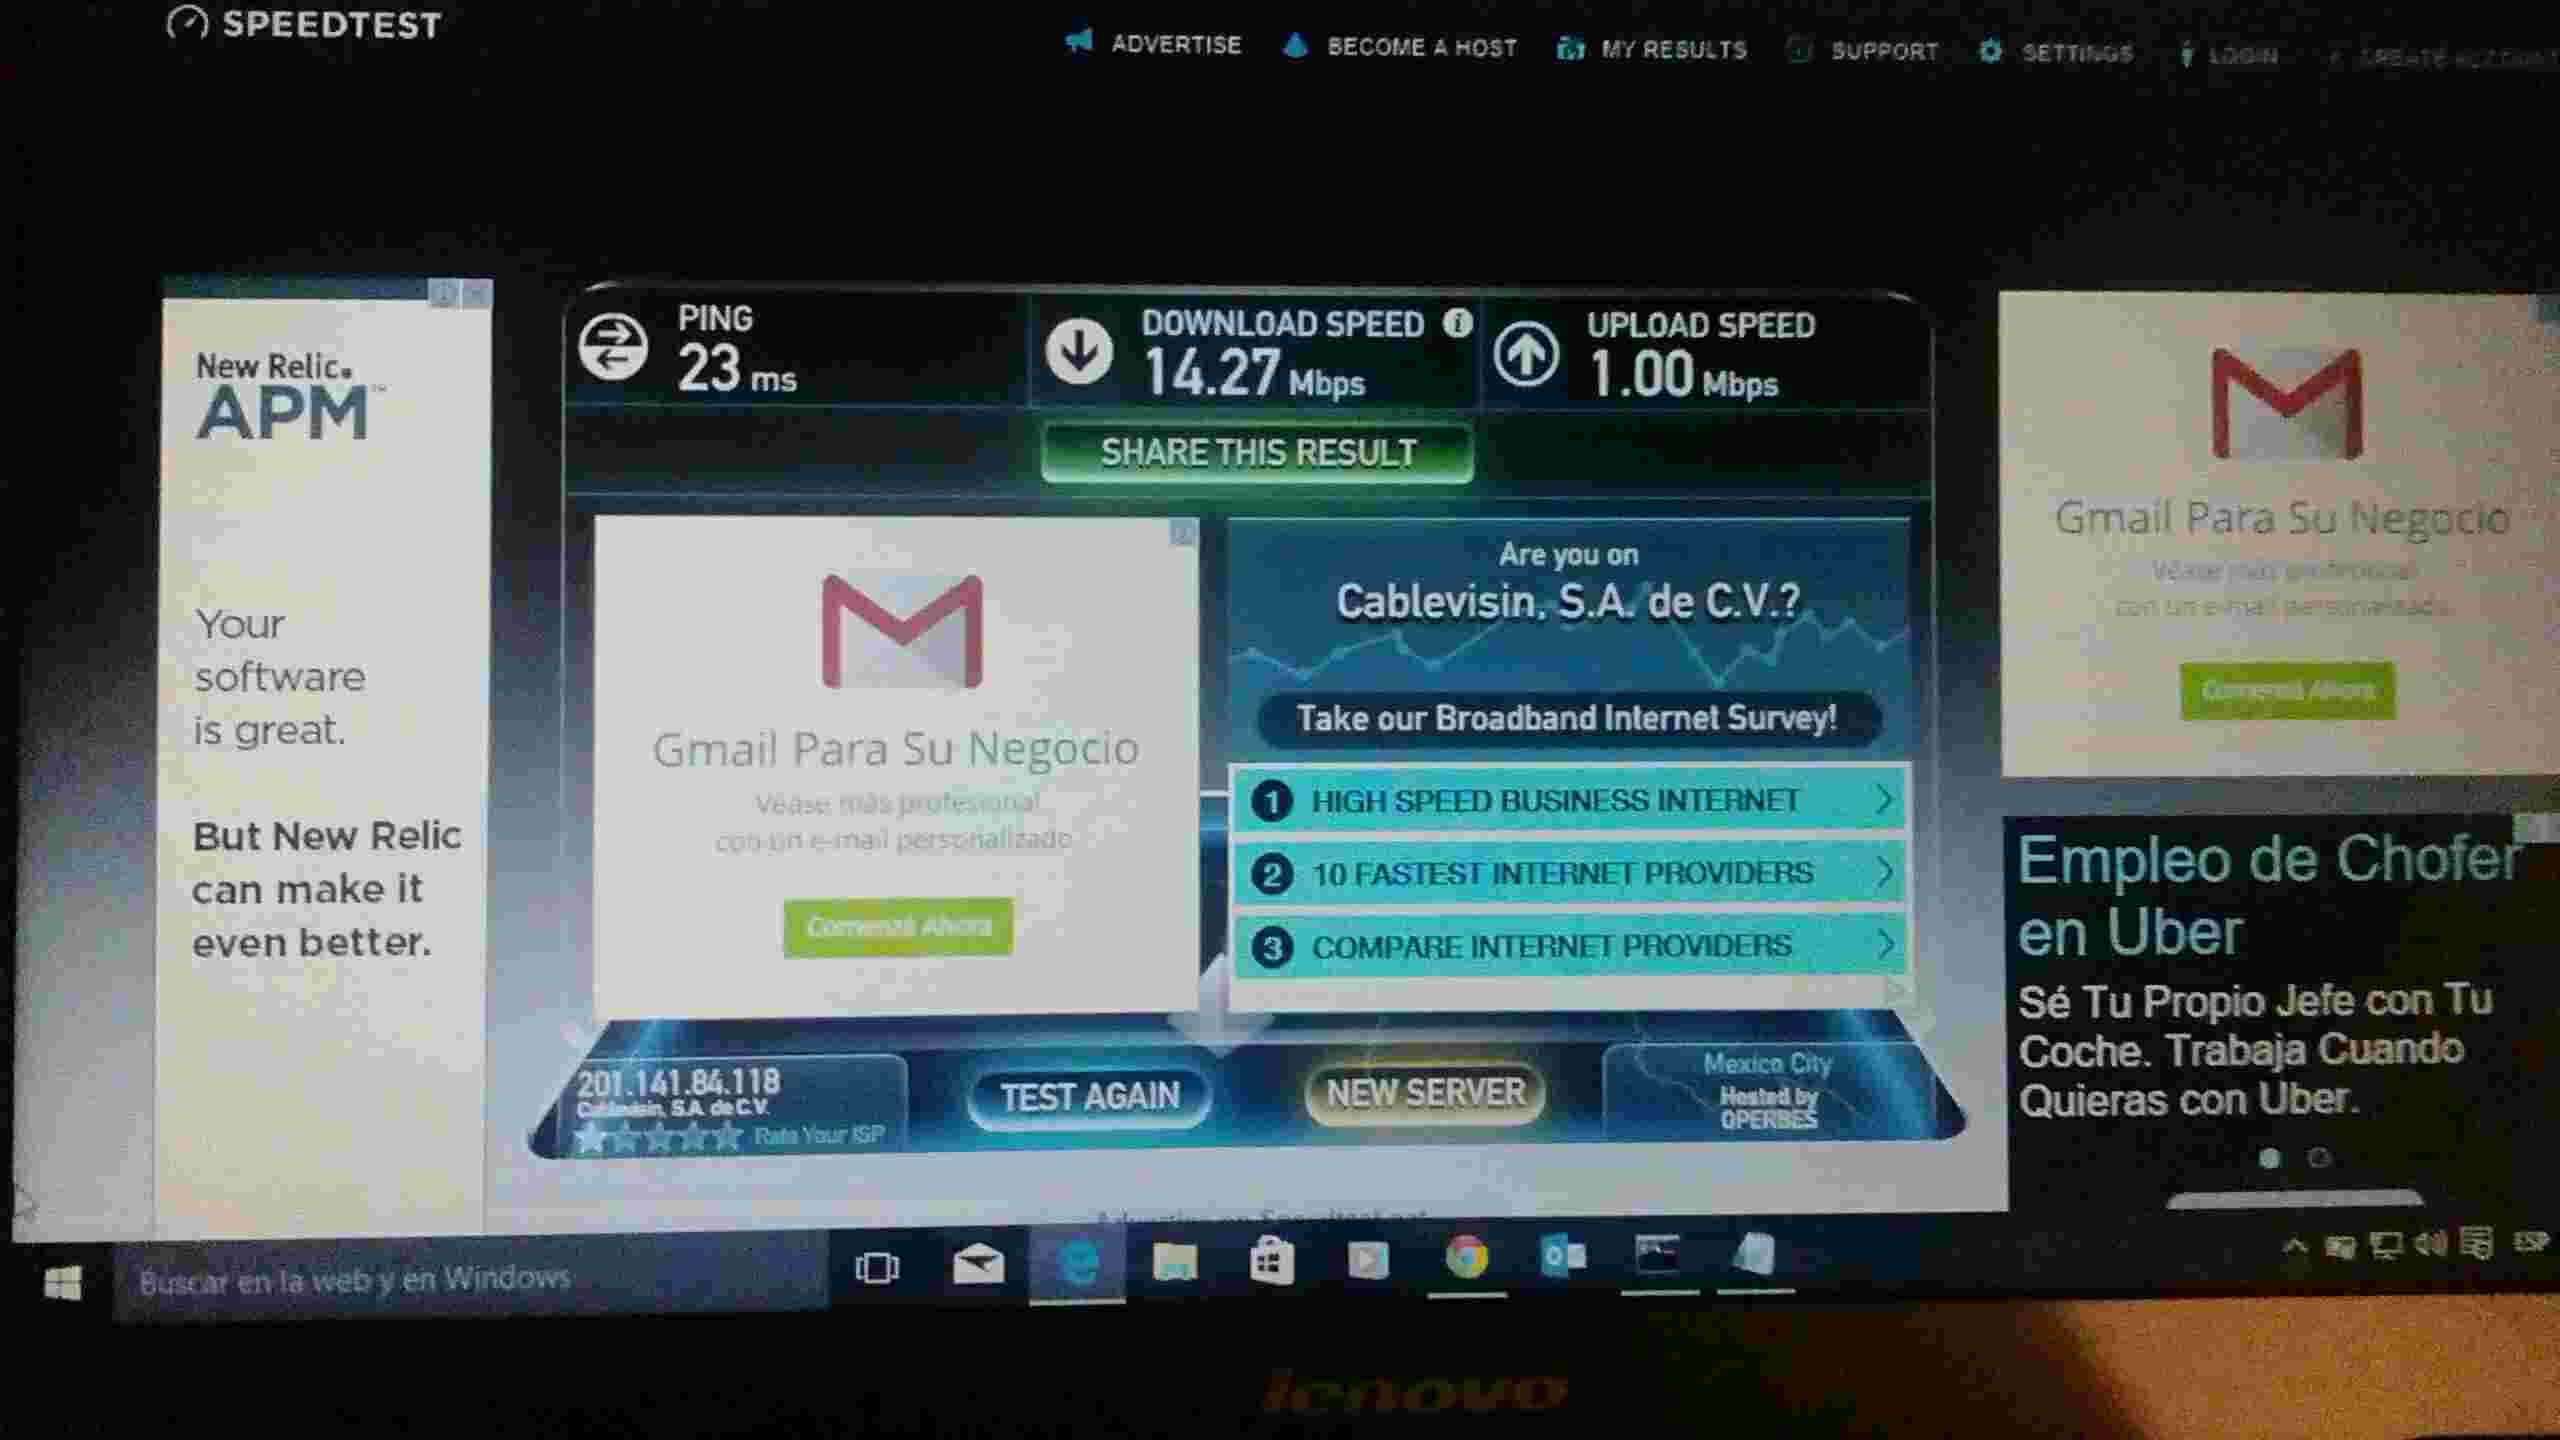 SPEEDTEST
ADVERTISE
BECOME A HOST
MY RESULTS
SUPPORT
SETTINGS
LOGIN
CREATE ACCOUNT
New Relic.
APM™
Your
software
is great.
But New Relic
can make it
even better.
PING
23 ms
DOWNLOAD SPEED
14.27 Mbps
UPLOAD SPEED
1.00 Mbps
SHARE THIS RESULT
Gmail Para Su Negocio
Véase más profesional
con un e-mail personalizado
Comenzá Ahora
Are you on
Cablevisin, S.A. de C.V.?
Take our Broadband Internet Survey!
1 HIGH SPEED BUSINESS INTERNET
2 10 FASTEST INTERNET PROVIDERS
3 COMPARE INTERNET PROVIDERS
201.141.84.118
Cablevisin, S.A. de C.V.
Rate Your ISP
TEST AGAIN
NEW SERVER
Mexico City
Hosted by
OPERBES
Gmail Para Su Negocio
Véase más profesional
con un e-mail personalizado
Comenzá Ahora
Empleo de Chofer
en Uber
Sé Tu Propio Jefe con Tu
Coche. Trabaja Cuando
Quieras con Uber.
Buscar en la web y en Windows
ESP
lenovo